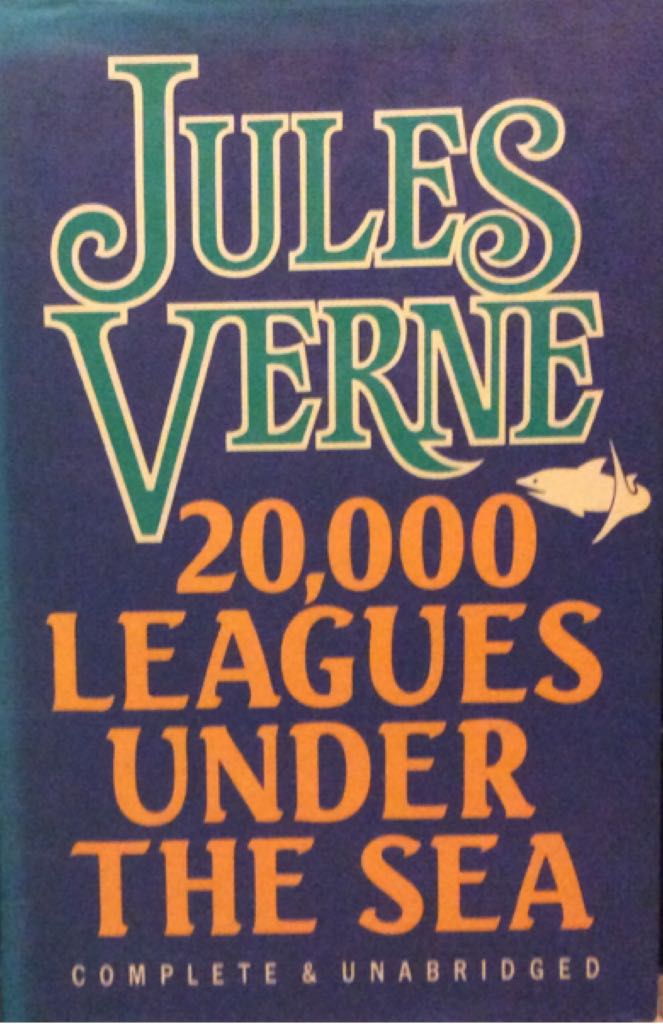 JULES
VERNE
20,000
LEAGUES
UNDER
THE SEA
COMPLETE & UNABRIDGED